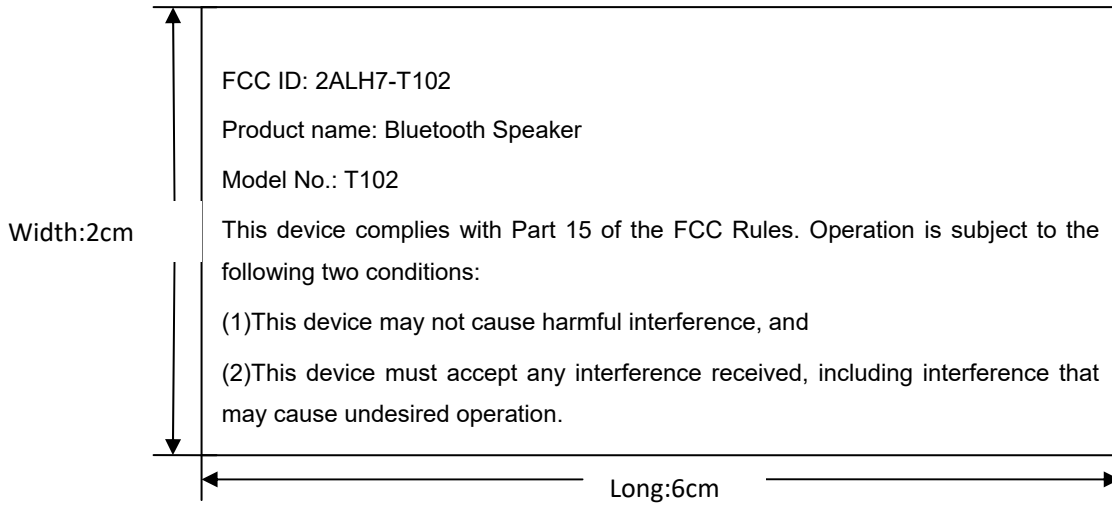 FCC ID: 2ALH7-T102
Product name: Bluetooth Speaker
Model No.: T102
Width:2cm
This device complies with Part 15 of the FCC Rules. Operation is subject to the
following two conditions:
(1)This device may not cause harmful interference, and
(2)This device must accept any interference received, including interference that
may cause undesired operation.
Long:6cm